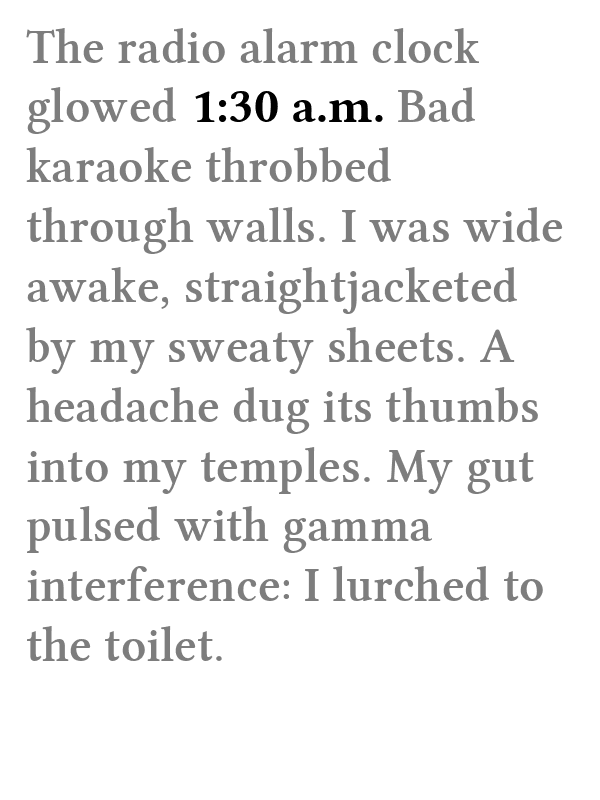 The radio alarm clock
glowed 1:30 a.m. Bad
karaoke throbbed
through walls. I was wide
awake, straightjacketed
by my sweaty sheets. A
headache dug its thumbs
into my temples. My gut
pulsed with gamma
interference: I lurched to
the toilet.